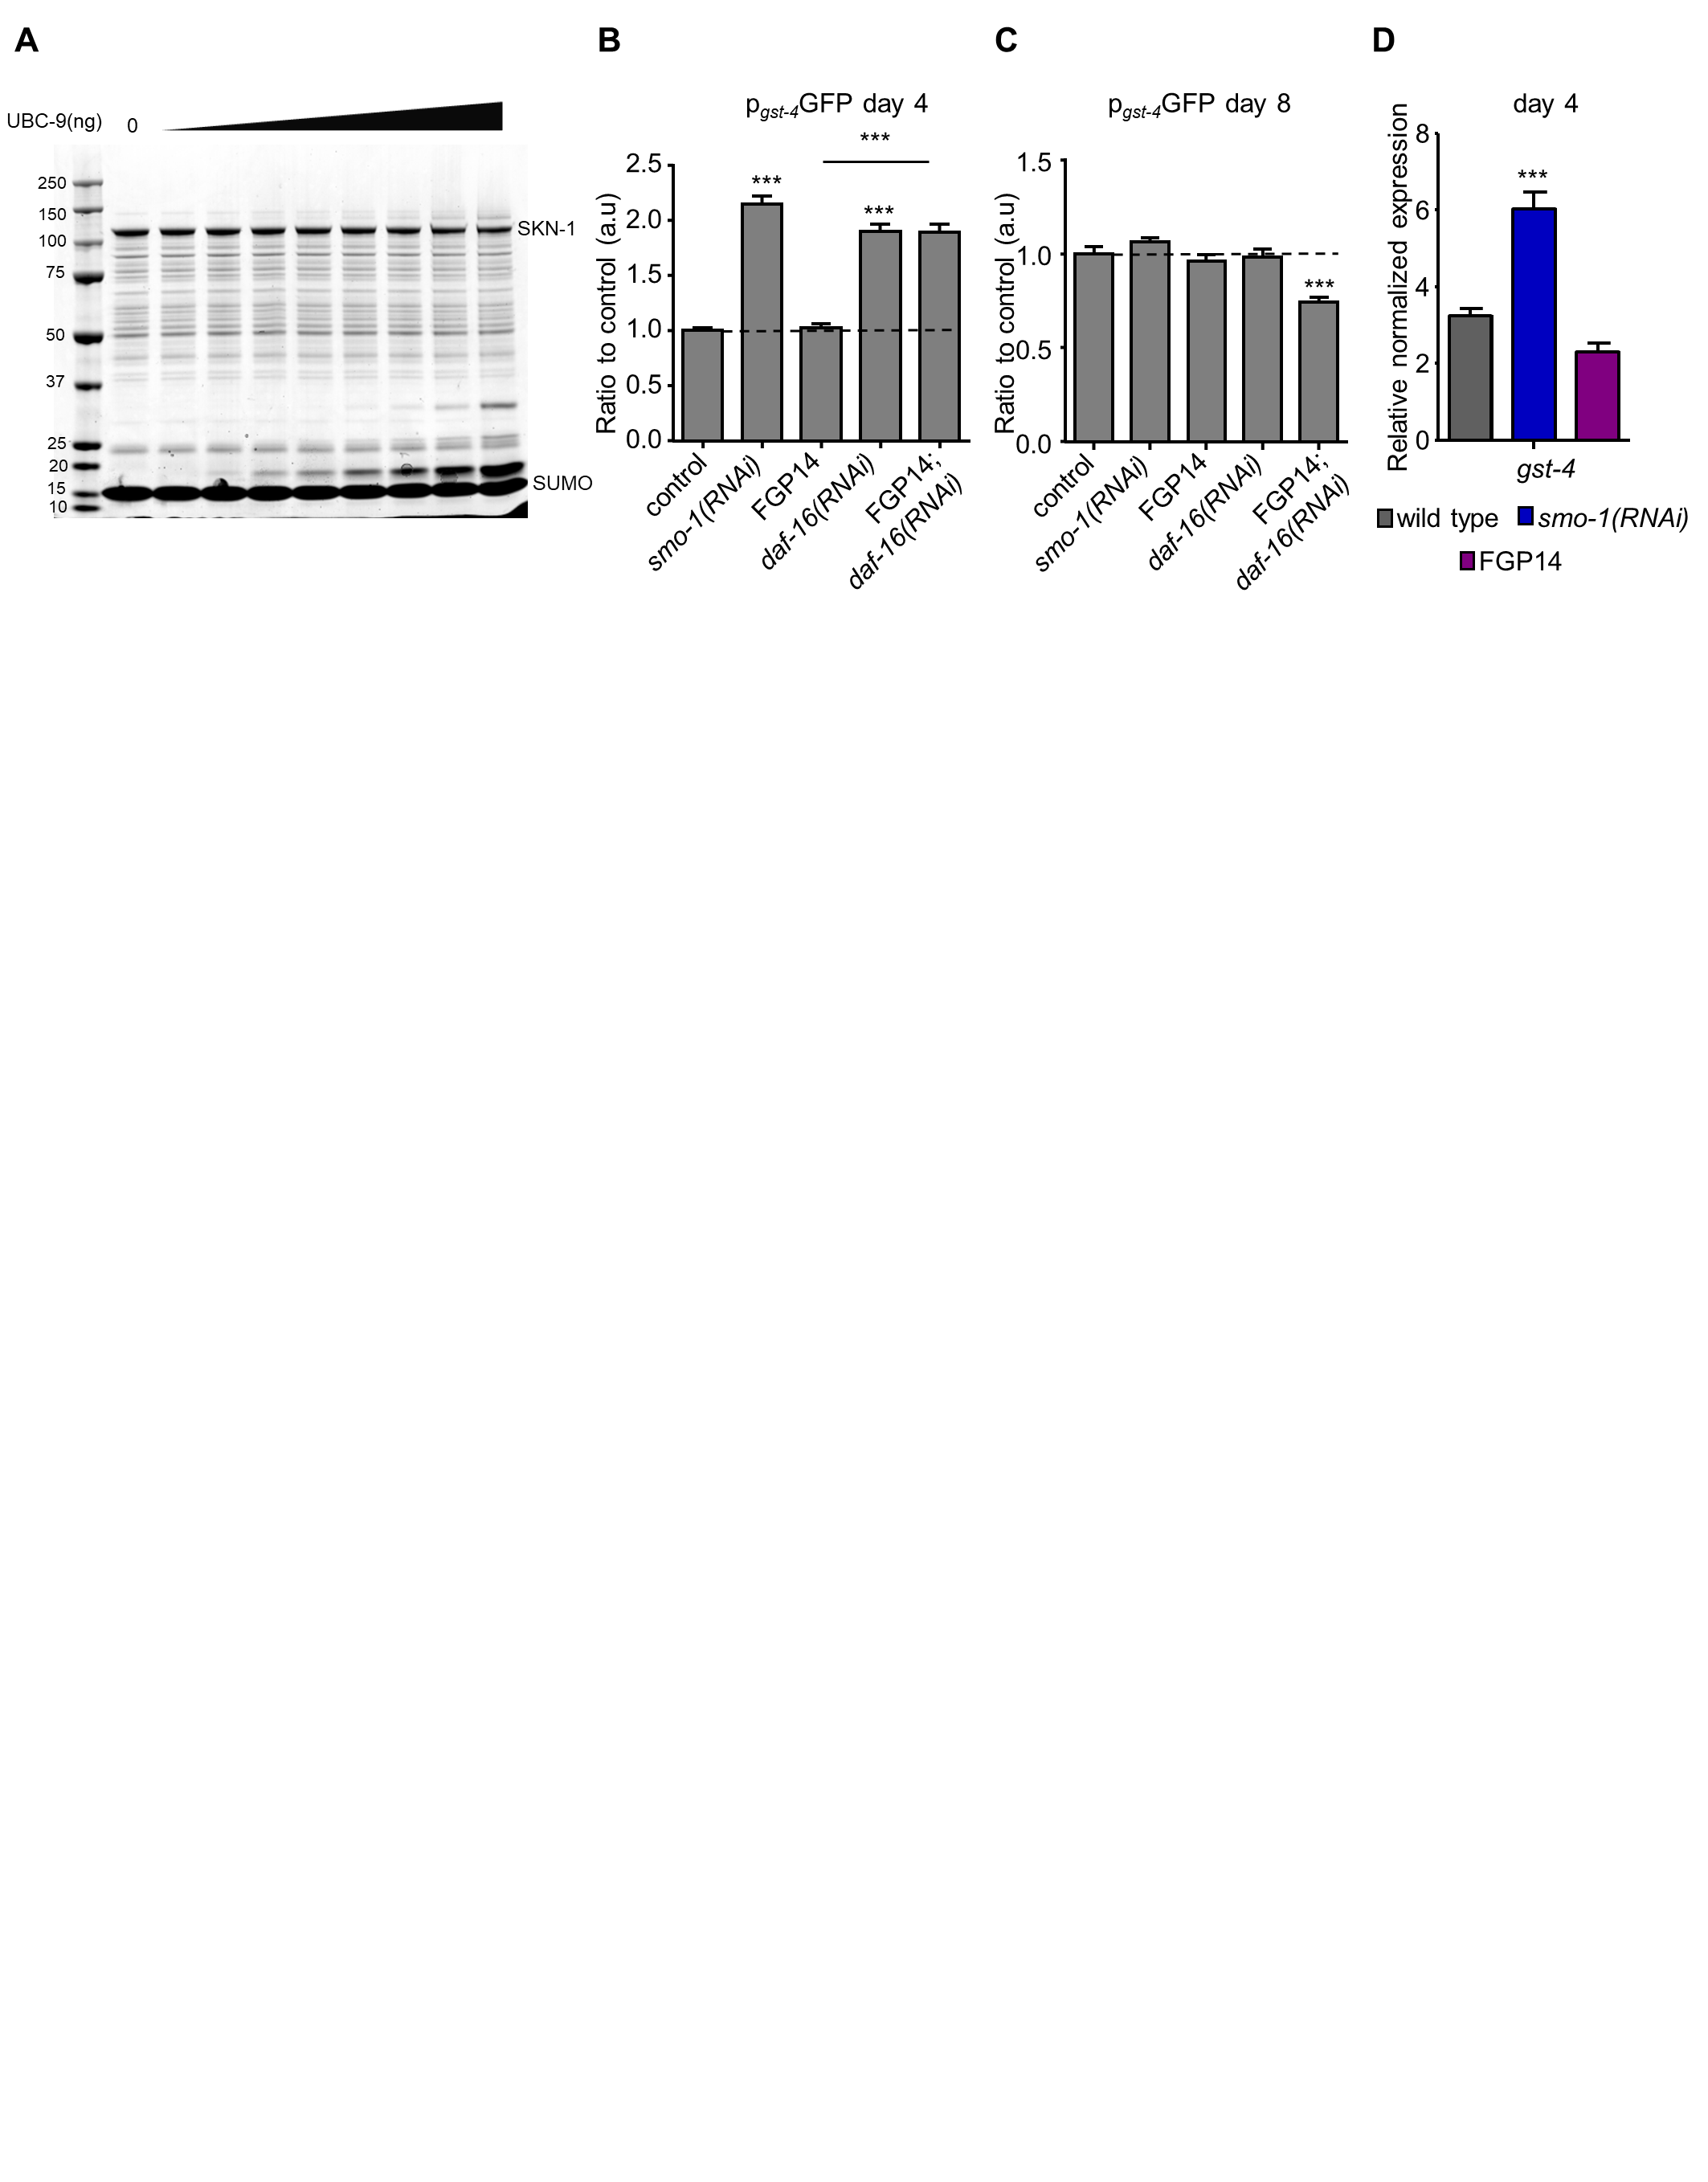 A
UBC-9(ng)
0
250
150
100
75
50
37
25
20
15
10
SKN-1
SUMO
B
pgst-4GFP day 4
***
Ratio to control (a.u)
2.5
2.0
1.5
1.0
0.5
0.0
***
***
control
smo-1(RNAi)
FGP14
daf-16(RNAi)
FGP14;
daf-16(RNAi)
C
pgst-4GFP day 8
Ratio to control (a.u)
1.5
1.0
0.5
0.0
***
control
smo-1(RNAi)
FGP14
daf-16(RNAi)
FGP14;
daf-16(RNAi)
D
day 4
Relative normalized expression
8
6
4
2
0
***
gst-4
wild type
smo-1(RNAi)
FGP14